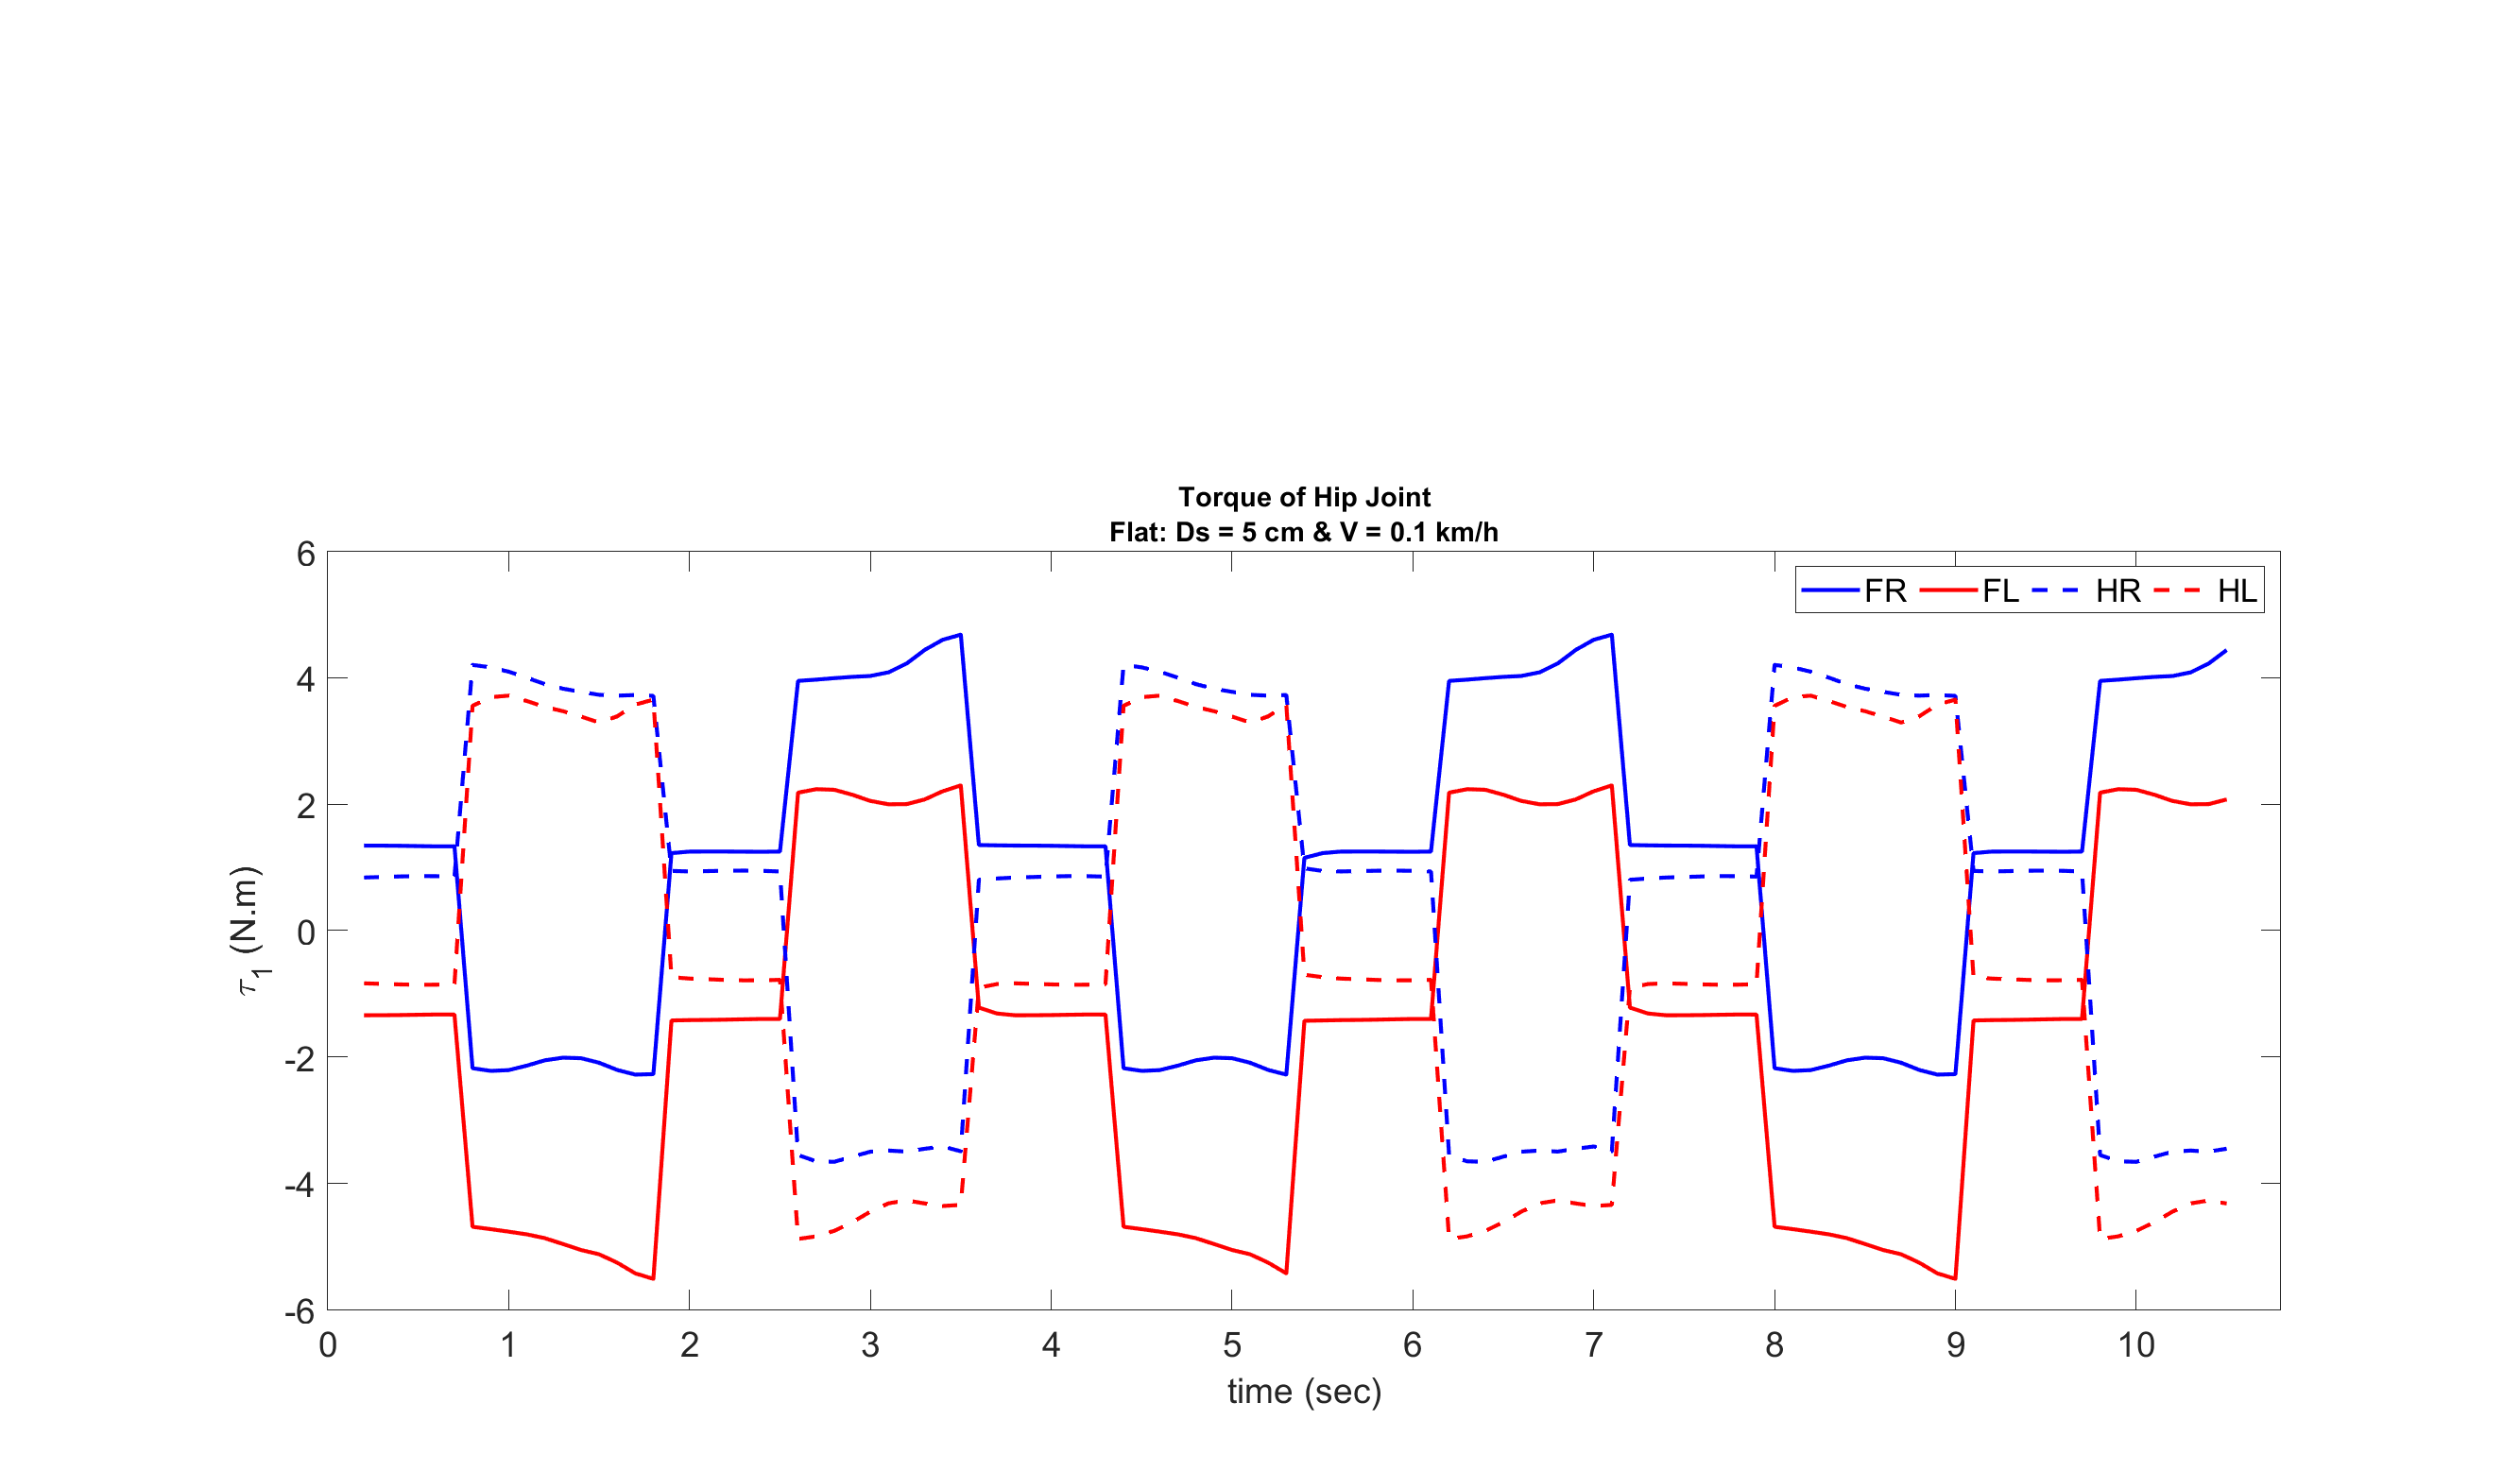 Torque of Hip Joint
Flat: Ds = 5 cm & V = 0.1 km/h
FR FL HR HL
6
4
2
0
-2
-4
-6
τ1 (N.m)
0 1 2 3 4 5 6 7 8 9 10
time (sec)